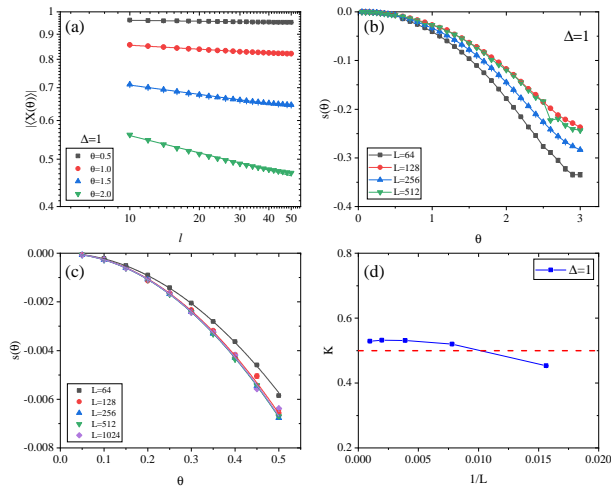 (a)
|⟨X(θ)⟩|
1
0.9
0.8
0.7
0.6
0.5
0.4
Δ=1
θ=0.5
θ=1.0
θ=1.5
θ=2.0
10
20
30
40
50
l
(b)
Δ=1
s(θ)
0.0
-0.1
-0.2
-0.3
-0.4
L=64
L=128
L=256
L=512
0
1
2
3
θ
(c)
s(θ)
0.000
-0.002
-0.004
-0.006
-0.008
L=64
L=128
L=256
L=512
L=1024
0.0
0.1
0.2
0.3
0.4
0.5
θ
(d)
Δ=1
K
0.8
0.6
0.4
0.2
0.000
0.005
0.010
0.015
0.020
1/L